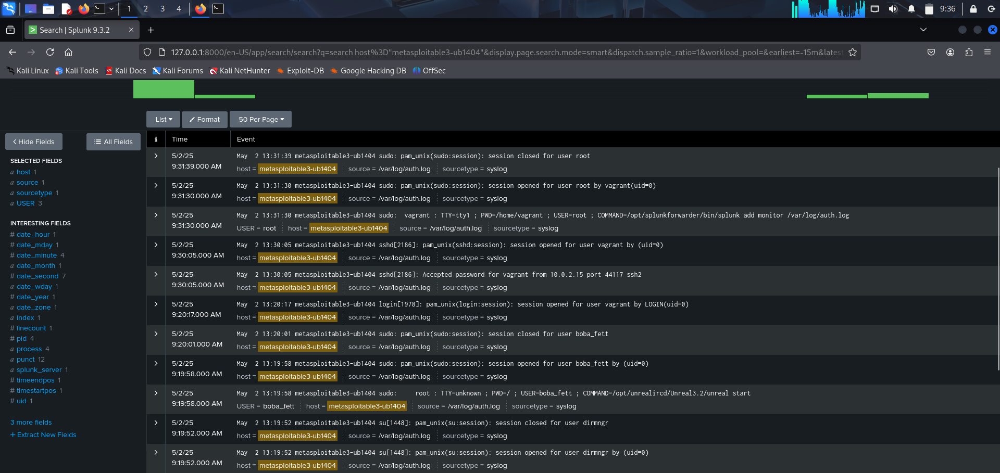 1 2 3 4 9:36
Search | Splunk 9.3.2
127.0.0.1:8000/en-US/app/search/search?q=search host%3D"metasploitable3-ub1404"&display.page.search.mode=smart&dispatch.sample_ratio=1&workload_pool=&earliest=-15m&latest
Kali Linux Kali Tools Kali Docs Kali Forums Kali NetHunter Exploit-DB Google Hacking DB OffSec
List Format 50 Per Page
Hide Fields All Fields
SELECTED FIELDS
a host 1
a source 1
a sourcetype 1
a USER 3
INTERESTING FIELDS
# date_hour 1
# date_mday 1
# date_minute 4
a date_month 1
# date_second 7
a date_wday 1
# date_year 1
a date_zone 1
a index 1
# linecount 1
# pid 4
a process 4
a punct 12
a splunk_server 1
# timeendpos 1
# timestartpos 1
# uid 1
3 more fields
+ Extract New Fields
i Time Event
5/2/25
9:31:39.000 AM
May  2 13:31:39 metasploitable3-ub1404 sudo: pam_unix(sudo:session): session closed for user root
host = metasploitable3-ub1404 source = /var/log/auth.log sourcetype = syslog
5/2/25
9:31:30.000 AM
May  2 13:31:30 metasploitable3-ub1404 sudo: pam_unix(sudo:session): session opened for user root by vagrant(uid=0)
host = metasploitable3-ub1404 source = /var/log/auth.log sourcetype = syslog
5/2/25
9:31:30.000 AM
May  2 13:31:30 metasploitable3-ub1404 sudo:  vagrant : TTY=tty1 ; PWD=/home/vagrant ; USER=root ; COMMAND=/opt/splunkforwarder/bin/splunk add monitor /var/log/auth.log
USER = root host = metasploitable3-ub1404 source = /var/log/auth.log sourcetype = syslog
5/2/25
9:30:05.000 AM
May  2 13:30:05 metasploitable3-ub1404 sshd[2186]: pam_unix(sshd:session): session opened for user vagrant by (uid=0)
host = metasploitable3-ub1404 source = /var/log/auth.log sourcetype = syslog
5/2/25
9:30:05.000 AM
May  2 13:30:05 metasploitable3-ub1404 sshd[2186]: Accepted password for vagrant from 10.0.2.15 port 44117 ssh2
host = metasploitable3-ub1404 source = /var/log/auth.log sourcetype = syslog
5/2/25
9:20:17.000 AM
May  2 13:20:17 metasploitable3-ub1404 login[1978]: pam_unix(login:session): session opened for user vagrant by LOGIN(uid=0)
host = metasploitable3-ub1404 source = /var/log/auth.log sourcetype = syslog
5/2/25
9:20:01.000 AM
May  2 13:20:01 metasploitable3-ub1404 sudo: pam_unix(sudo:session): session closed for user boba_fett
host = metasploitable3-ub1404 source = /var/log/auth.log sourcetype = syslog
5/2/25
9:19:58.000 AM
May  2 13:19:58 metasploitable3-ub1404 sudo: pam_unix(sudo:session): session opened for user boba_fett by (uid=0)
host = metasploitable3-ub1404 source = /var/log/auth.log sourcetype = syslog
5/2/25
9:19:58.000 AM
May  2 13:19:58 metasploitable3-ub1404 sudo:     root : TTY=unknown ; PWD=/ ; USER=boba_fett ; COMMAND=/opt/unrealircd/Unreal3.2/unreal start
USER = boba_fett host = metasploitable3-ub1404 source = /var/log/auth.log sourcetype = syslog
5/2/25
9:19:52.000 AM
May  2 13:19:52 metasploitable3-ub1404 su[1448]: pam_unix(su:session): session closed for user dirmngr
host = metasploitable3-ub1404 source = /var/log/auth.log sourcetype = syslog
5/2/25
9:19:52.000 AM
May  2 13:19:52 metasploitable3-ub1404 su[1448]: pam_unix(su:session): session opened for user dirmngr by (uid=0)
host = metasploitable3-ub1404 source = /var/log/auth.log sourcetype = syslog